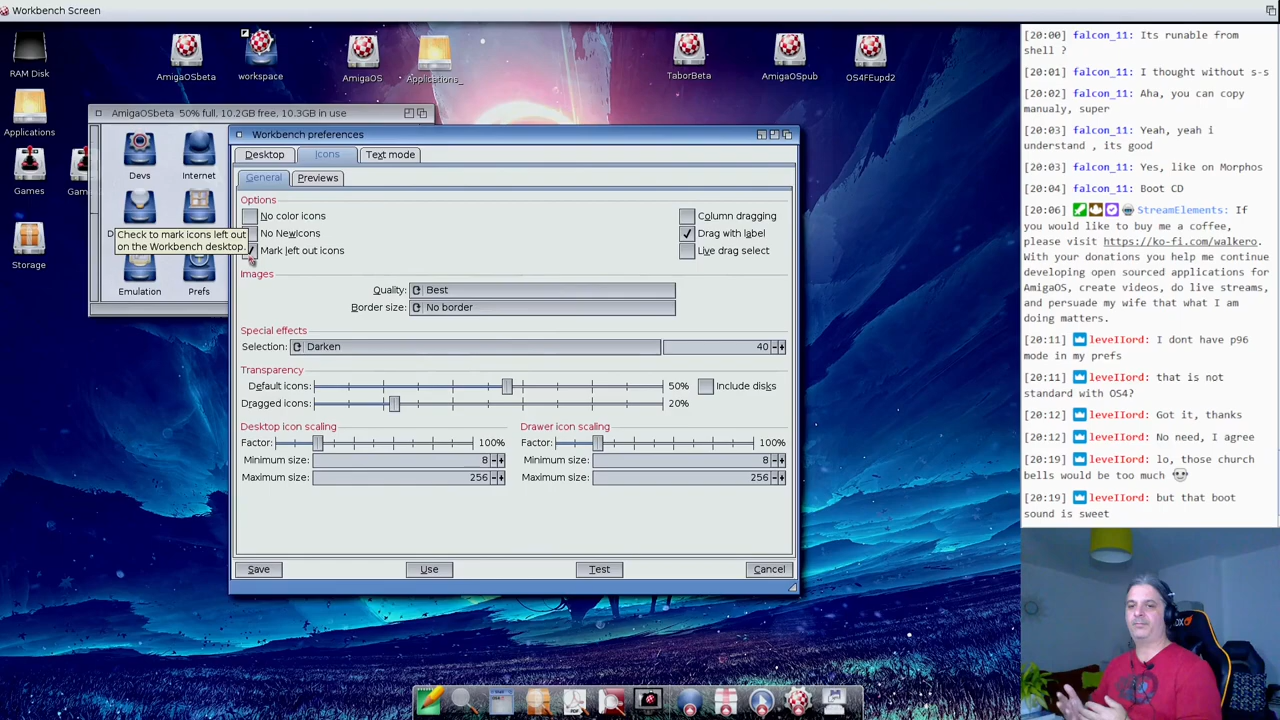 Workbench Screen
RAM Disk
AmigaOSbeta
workspace
AmigaOS
Applications_
TaborBeta
AmigaOSpub
OS4FEupd2
Applications
Games
Gam
Storage
AmigaOSbeta 50% full, 10.2GB free, 10.3GB in use
Devs
Internet
Emulation
Prefs
Check to mark icons left out
on the Workbench desktop.
Workbench preferences
Desktop
Icons
Text mode
General
Previews
Options
No color icons
No NewIcons
Mark left out icons
Column dragging
Drag with label
Live drag select
Images
Quality: Best
Border size: No border
Special effects
Selection: Darken 40
Transparency
Default icons: 50% Include disks
Dragged icons: 20%
Desktop icon scaling
Factor: 100%
Minimum size: 8
Maximum size: 256
Drawer icon scaling
Factor: 100%
Minimum size: 8
Maximum size: 256
Save
Use
Test
Cancel
[20:00] falcon_11: Its runable from
shell ?
[20:01] falcon_11: I thought without s-s
[20:02] falcon_11: Aha, you can copy
manualy, super
[20:03] falcon_11: Yeah, yeah i
understand , its good
[20:03] falcon_11: Yes, like on Morphos
[20:04] falcon_11: Boot CD
[20:06] StreamElements: If
you would like to buy me a coffee,
please visit https://ko-fi.com/walkero.
With your donations you help me continue
developing open sourced applications for
AmigaOS, create videos, do live streams,
and persuade my wife that what I am
doing matters.
[20:11] leveIIord: I dont have p96
mode in my prefs
[20:11] leveIIord: that is not
standard with OS4?
[20:12] leveIIord: Got it, thanks
[20:12] leveIIord: No need, I agree
[20:19] leveIIord: lo, those church
bells would be too much
[20:19] leveIIord: but that boot
sound is sweet
PDF